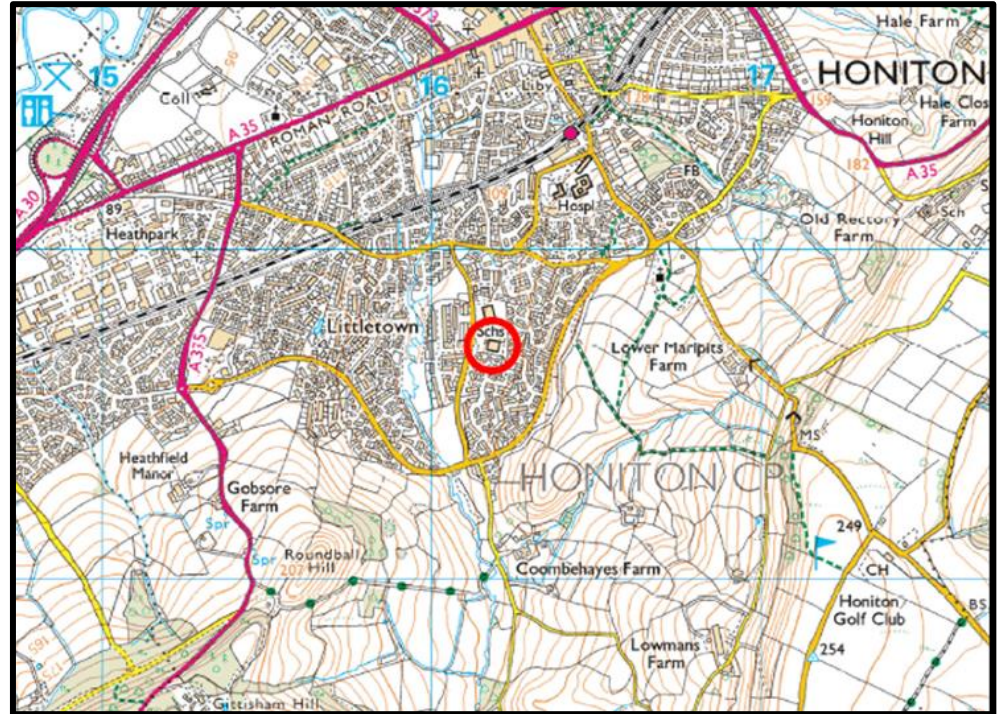 Hale Farm
15
16
17
HONITON
Coll
Liby
A 35
ROMAN ROAD
159
Hale Clos
Farm
Honiton
Hill
182
A 35
A 30
89
Heathpark
Hospl
FB
Sch
Old Rectory
Farm
A 375
Littletown
Schs
Lower Marlpits
Farm
MS
Heathfield
Manor
HONITON CP
Gobsore
Farm
Spr
249
Spr
Roundball
Hill
207
Coombehayes Farm
CH
Honiton
Golf Club
BS
Lowmans
Farm
254
185
175
Gittisham Hill